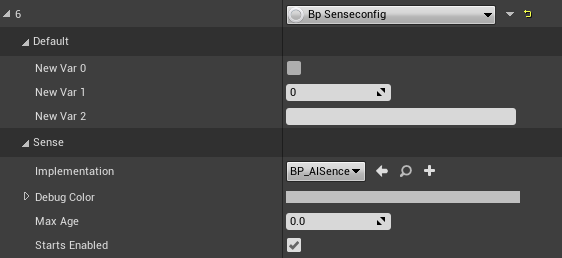 6 Bp Senseconfig
Default
New Var 0
New Var 1 0
New Var 2
Sense
Implementation BP_AISence
Debug Color
Max Age 0.0
Starts Enabled